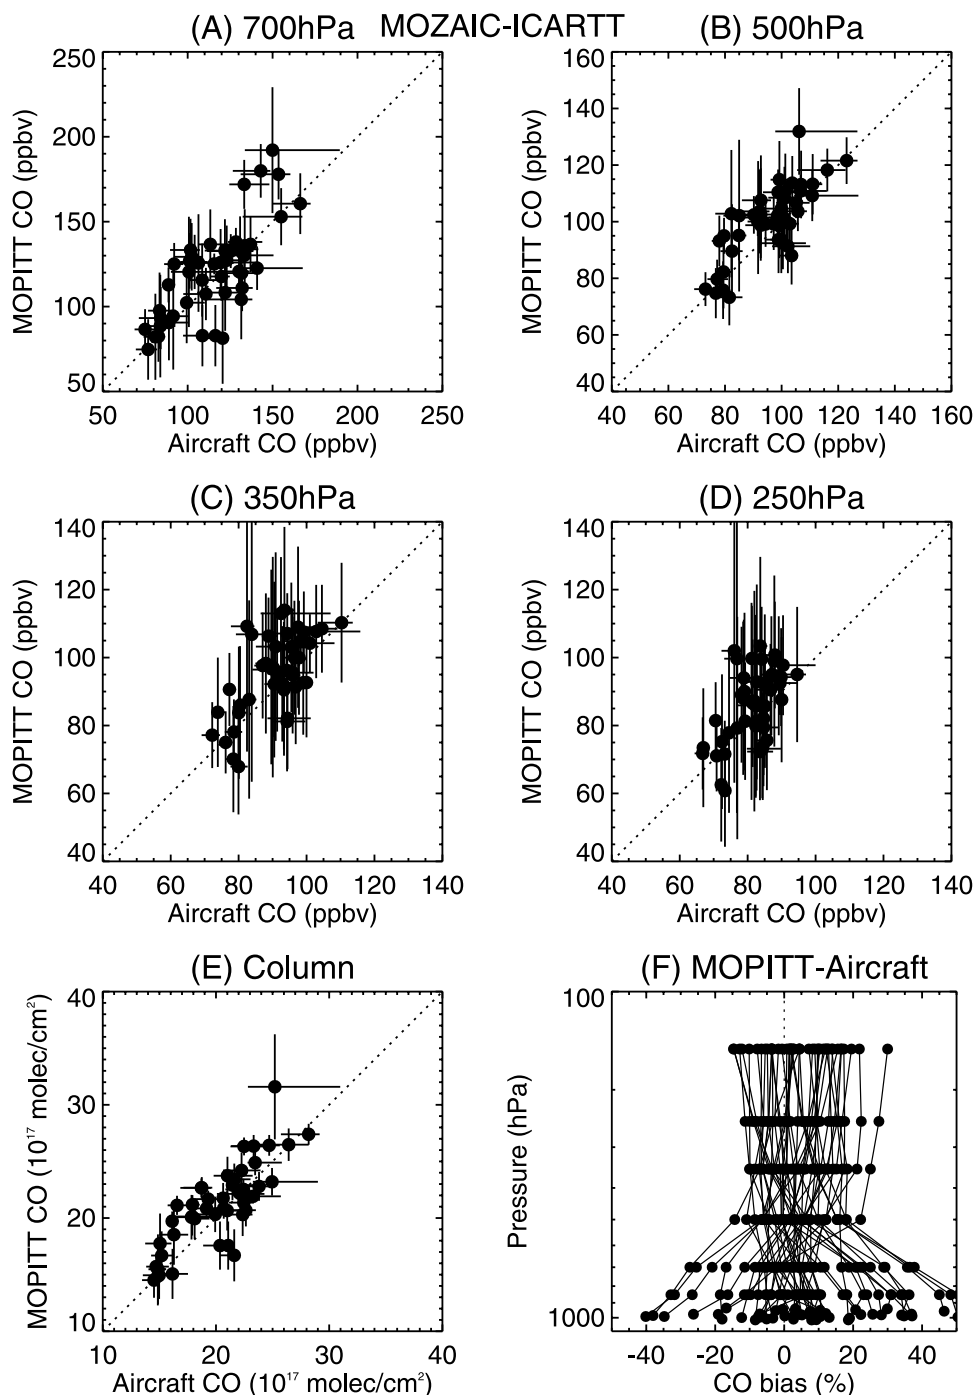 (A) 700hPa MOZAIC-ICARTT (B) 500hPa
250
200
150
100
50
MOPITT CO (ppbv)
50 100 150 200 250
Aircraft CO (ppbv)
160
140
120
100
80
60
40
MOPITT CO (ppbv)
40 60 80 100 120 140 160
Aircraft CO (ppbv)
(C) 350hPa
140
120
100
80
60
40
MOPITT CO (ppbv)
40 60 80 100 120 140
Aircraft CO (ppbv)
(D) 250hPa
140
120
100
80
60
40
MOPITT CO (ppbv)
40 60 80 100 120 140
Aircraft CO (ppbv)
(E) Column
40
30
20
10
MOPITT CO (10¹⁷ molec/cm²)
10 20 30 40
Aircraft CO (10¹⁷ molec/cm²)
(F) MOPITT-Aircraft
100
1000
Pressure (hPa)
-40 -20 0 20 40
CO bias (%)